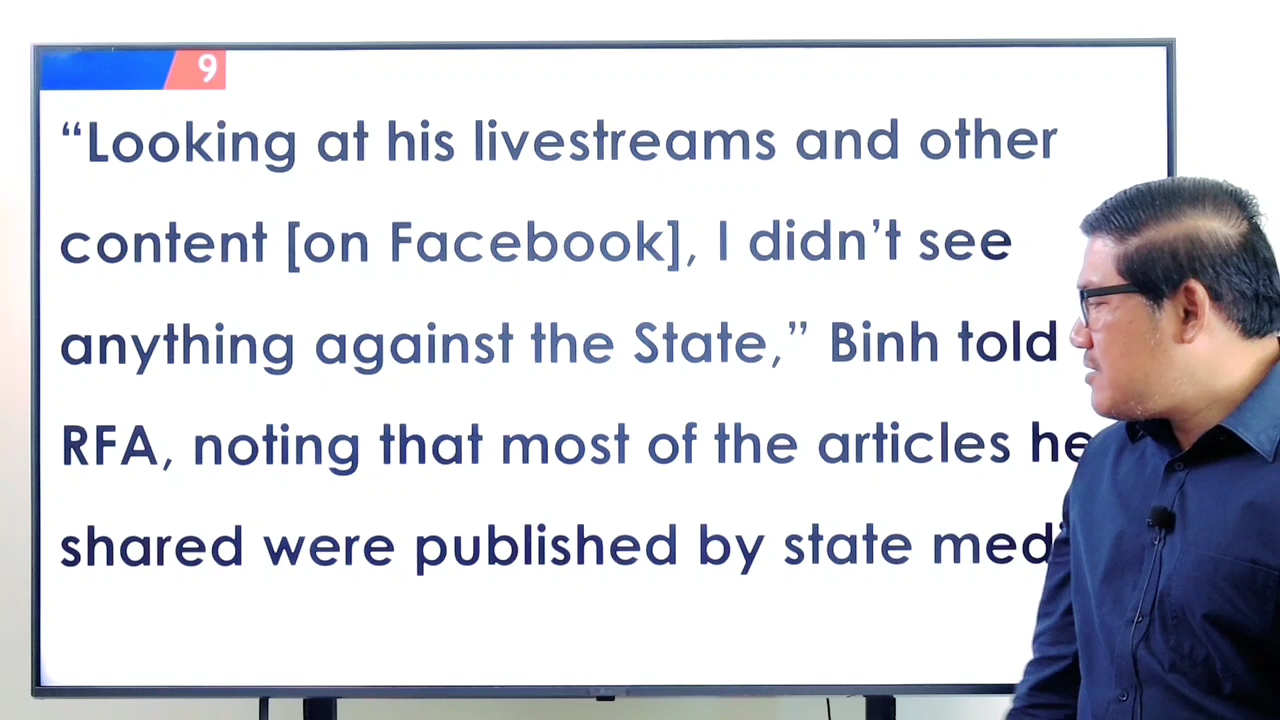 9
“Looking at his livestreams and other
content [on Facebook], I didn’t see
anything against the State,” Binh told
RFA, noting that most of the articles he
shared were published by state